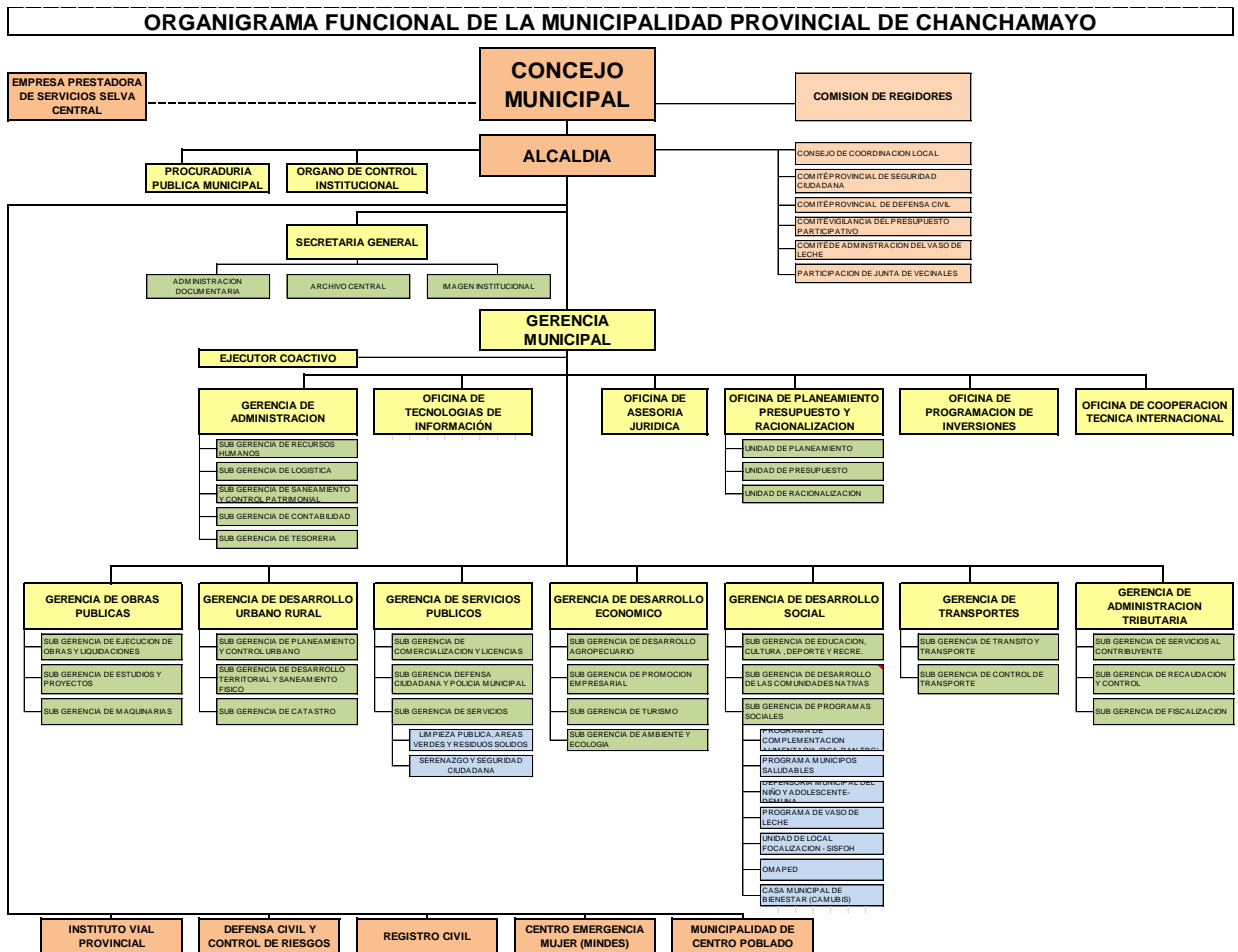 ORGANIGRAMA FUNCIONAL DE LA MUNICIPALIDAD PROVINCIAL DE CHANCHAMAYO
CONCEJO
MUNICIPAL
EMPRESA PRESTADORA
DE SERVICIOS SELVA
CENTRAL
COMISION DE REGIDORES
ALCALDIA
PROCURADURIA
PUBLICA MUNICIPAL
ORGANO DE CONTROL
INSTITUCIONAL
CONSEJO DE COORDINACION LOCAL
COMITÉ PROVINCIAL DE SEGURIDAD
CIUDADANA
COMITÉ PROVINCIAL DE DEFENSA CIVIL
COMITÉ VIGILANCIA DEL PRESUPUESTO
PARTICIPATIVO
COMITÉ DE ADMINSTRACION DEL VASO DE
LECHE
PARTICIPACION DE JUNTA DE VECINALES
SECRETARIA GENERAL
ADMINISTRACION
DOCUMENTARIA
ARCHIVO CENTRAL
IMAGEN INSTITUCIONAL
GERENCIA
MUNICIPAL
EJECUTOR COACTIVO
GERENCIA DE
ADMINISTRACION
SUB GERENCIA DE RECURSOS
HUMANOS
SUB GERENCIA DE LOGISTICA
SUB GERENCIA DE SANEAMIENTO
Y CONTROL PATRIMONIAL
SUB GERENCIA DE CONTABILIDAD
SUB GERENCIA DE TESORERIA
OFICINA DE
TECNOLOGIAS DE
INFORMACIÓN
OFICINA DE
ASESORIA
JURIDICA
OFICINA DE PLANEAMIENTO
PRESUPUESTO Y
RACIONALIZACION
UNIDAD DE PLANEAMIENTO
UNIDAD DE PRESUPUESTO
UNIDAD DE RACIONALIZACION
OFICINA DE
PROGRAMACION DE
INVERSIONES
OFICINA DE COOPERACION
TECNICA INTERNACIONAL
GERENCIA DE OBRAS
PUBLICAS
SUB GERENCIA DE EJECUCION DE
OBRAS Y LIQUIDACIONES
SUB GERENCIA DE ESTUDIOS Y
PROYECTOS
SUB GERENCIA DE MAQUINARIAS
GERENCIA DE DESARROLLO
URBANO RURAL
SUB GERENCIA DE PLANEAMIENTO
Y CONTROL URBANO
SUB GERENCIA DE DESARROLLO
TERRITORIAL Y SANEAMIENTO
FISICO
SUB GERENCIA DE CATASTRO
GERENCIA DE SERVICIOS
PUBLICOS
SUB GERENCIA DE
COMERCIALIZACION Y LICENCIAS
SUB GERENCIA DEFENSA
CIUDADANA Y POLICIA MUNICIPAL
SUB GERENCIA DE SERVICIOS
LIMPIEZA PUBLICA, AREAS
VERDES Y RESIDUOS SOLIDOS
SERENAZGO Y SEGURIDAD
CIUDADANA
GERENCIA DE DESARROLLO
ECONOMICO
SUB GERENCIA DE DESARROLLO
AGROPECUARIO
SUB GERENCIA DE PROMOCION
EMPRESARIAL
SUB GERENCIA DE TURISMO
SUB GERENCIA DE AMBIENTE Y
ECOLOGIA
GERENCIA DE DESARROLLO
SOCIAL
SUB GERENCIA DE EDUCACION,
CULTURA , DEPORTE Y RECRE.
SUB GERENCIA DE DESARROLLO
DE LAS COMUNIDADES NATIVAS
SUB GERENCIA DE PROGRAMAS
SOCIALES
PROGRAMA DE
COMPLEMENTACION
ALIMENTARIA (PCA-PAN TBC)
PROGRAMA MUNICIPOS
SALUDABLES
DEFENSORIA MUNICIPAL DEL
NIÑO Y ADOLESCENTE-
DEMUNA
PROGRAMA DE VASO DE
LECHE
UNIDAD DE LOCAL
FOCALIZACION - SISFOH
OMAPED
CASA MUNICIPAL DE
BIENESTAR (CAMUBIS)
GERENCIA DE
TRANSPORTES
SUB GERENCIA DE TRANSITO Y
TRANSPORTE
SUB GERENCIA DE CONTROL DE
TRANSPORTE
GERENCIA DE
ADMINISTRACION
TRIBUTARIA
SUB GERENCIA DE SERVICIOS AL
CONTRIBUYENTE
SUB GERENCIA DE RECAUDACION
Y CONTROL
SUB GERENCIA DE FISCALIZACION
INSTITUTO VIAL
PROVINCIAL
DEFENSA CIVIL Y
CONTROL DE RIESGOS
REGISTRO CIVIL
CENTRO EMERGENCIA
MUJER (MINDES)
MUNICIPALIDAD DE
CENTRO POBLADO